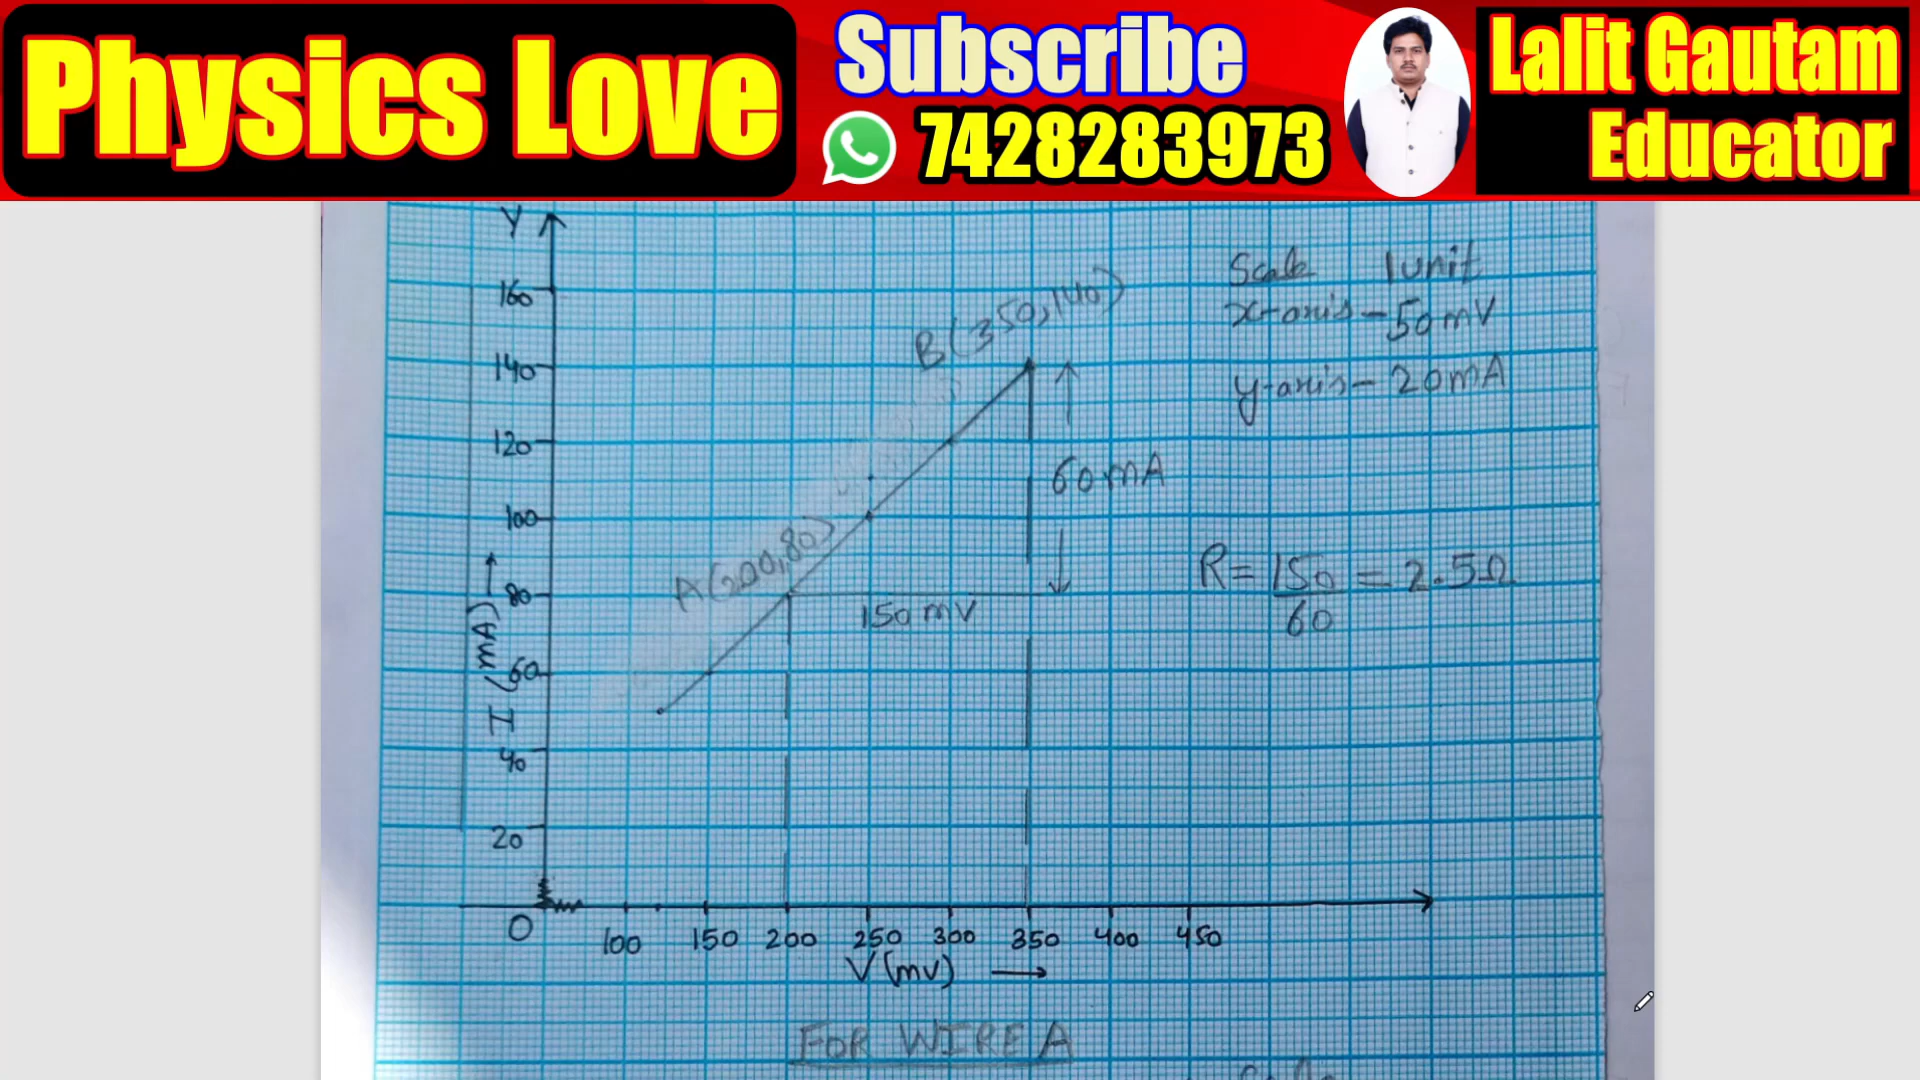 Physics Love
Subscribe
7428283973
Lalit Gautam
Educator
Y
160
140
120
100
80
60
40
20
I (mA) →
B(350,140)
A(200,80)
60mA
150 mV
Scale 1unit
x-axis - 50mV
y-axis - 20mA
R = 150/60 = 2.5Ω
O
100 150 200 250 300 350 400 450
V(mv) →
FOR WIRE A